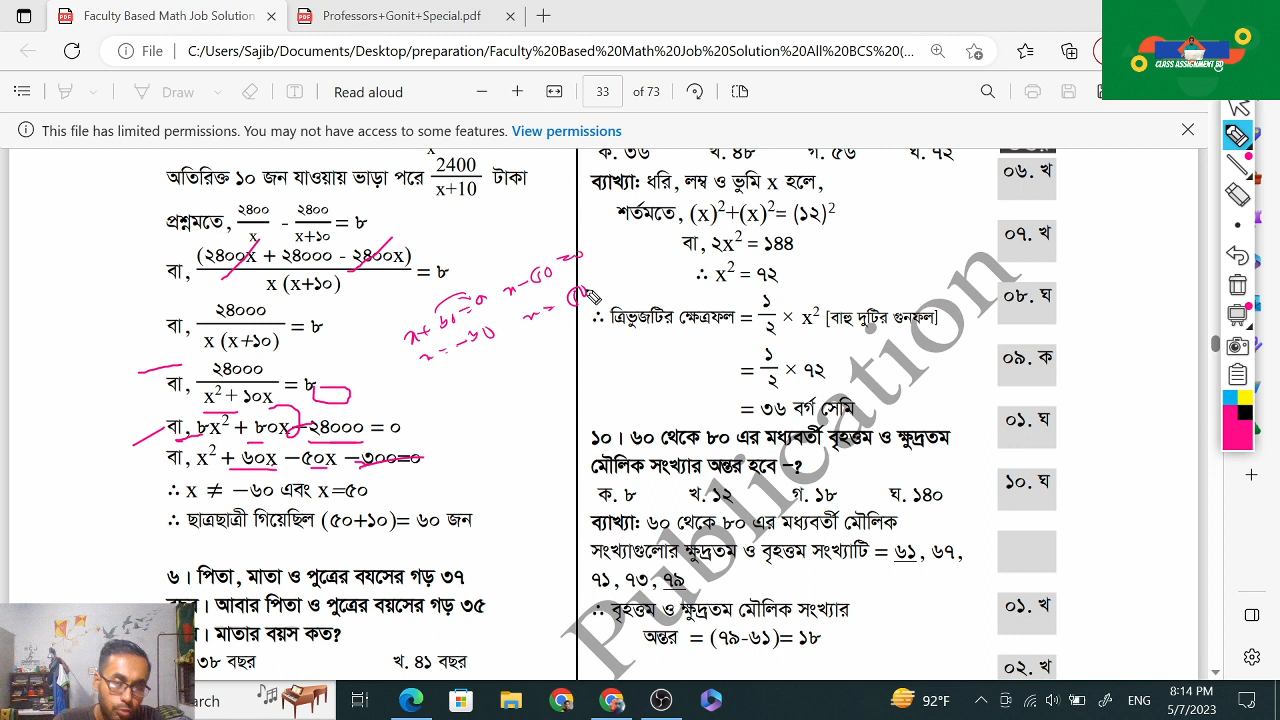 Faculty Based Math Job Solution
Professors+Gonit+Special.pdf
File
C:/Users/Sajib/Documents/Desktop/preparation/Faculty%20Based%20Math%20Job%20Solution%20All%20BCS%20(...
CLASS ASSIGNMENT BD
Draw
Read aloud
33
of 73
This file has limited permissions. You may not have access to some features. View permissions
x
অতিরিক্ত ১০ জন যাওয়ায় ভাড়া পরে 2400/x+10 টাকা
প্রশ্নমতে, ২৪০০/x - ২৪০০/x+১০ = ৮
বা, (২৪০০x + ২৪০০০ - ২৪০০x)/x (x+১০) = ৮
বা, ২৪০০০/x (x+১০) = ৮
বা, ২৪০০০/x² + ১০x = ৮
বা, ৮x² + ৮০x - ২৪০০০ = ০
বা, x² + ৬০x − ৫০x − ৩০০=০
∴ x ≠ −৬০ এবং x=৫০
∴ ছাত্রছাত্রী গিয়েছিল (৫০+১০)= ৬০ জন
৬। পিতা, মাতা ও পুত্রের বযসের গড় ৩৭
। আবার পিতা ও পুত্রের বয়সের গড় ৩৫
। মাতার বয়স কত?
৩৮ বছর
খ. ৪১ বছর
ক. ৩৬ খ. ৪৮ গ. ৫৬ ঘ. ৭২
ব্যাখ্যা: ধরি, লম্ব ও ভুমি x হলে,
শর্তমতে, (x)²+(x)²= (১২)²
বা, ২x² = ১৪৪
∴ x² = ৭২
∴ ত্রিভুজটির ক্ষেত্রফল = ১/২ × x² [বাহু দুটির গুনফল]
= ১/২ × ৭২
= ৩৬ বর্গ সেমি
১০। ৬০ থেকে ৮০ এর মধ্যবর্তী বৃহত্তম ও ক্ষুদ্রতম
মৌলিক সংখ্যার অন্তর হবে –?
ক. ৮ খ. ১২ গ. ১৮ ঘ. ১৪০
ব্যাখ্যা: ৬০ থেকে ৮০ এর মধ্যবর্তী মৌলিক
সংখ্যাগুলোর ক্ষুদ্রতম ও বৃহত্তম সংখ্যাটি = ৬১, ৬৭,
৭১, ৭৩, ৭৯
∴ বৃহত্তম ও ক্ষুদ্রতম মৌলিক সংখ্যার
অন্তর = (৭৯-৬১)= ১৮
Publication
০৬. খ
০৭. খ
০৮. ঘ
০৯. ক
০১. ঘ
১০. ঘ
০১. খ
০২. খ
arch
92°F
ENG
8:14 PM
5/7/2023